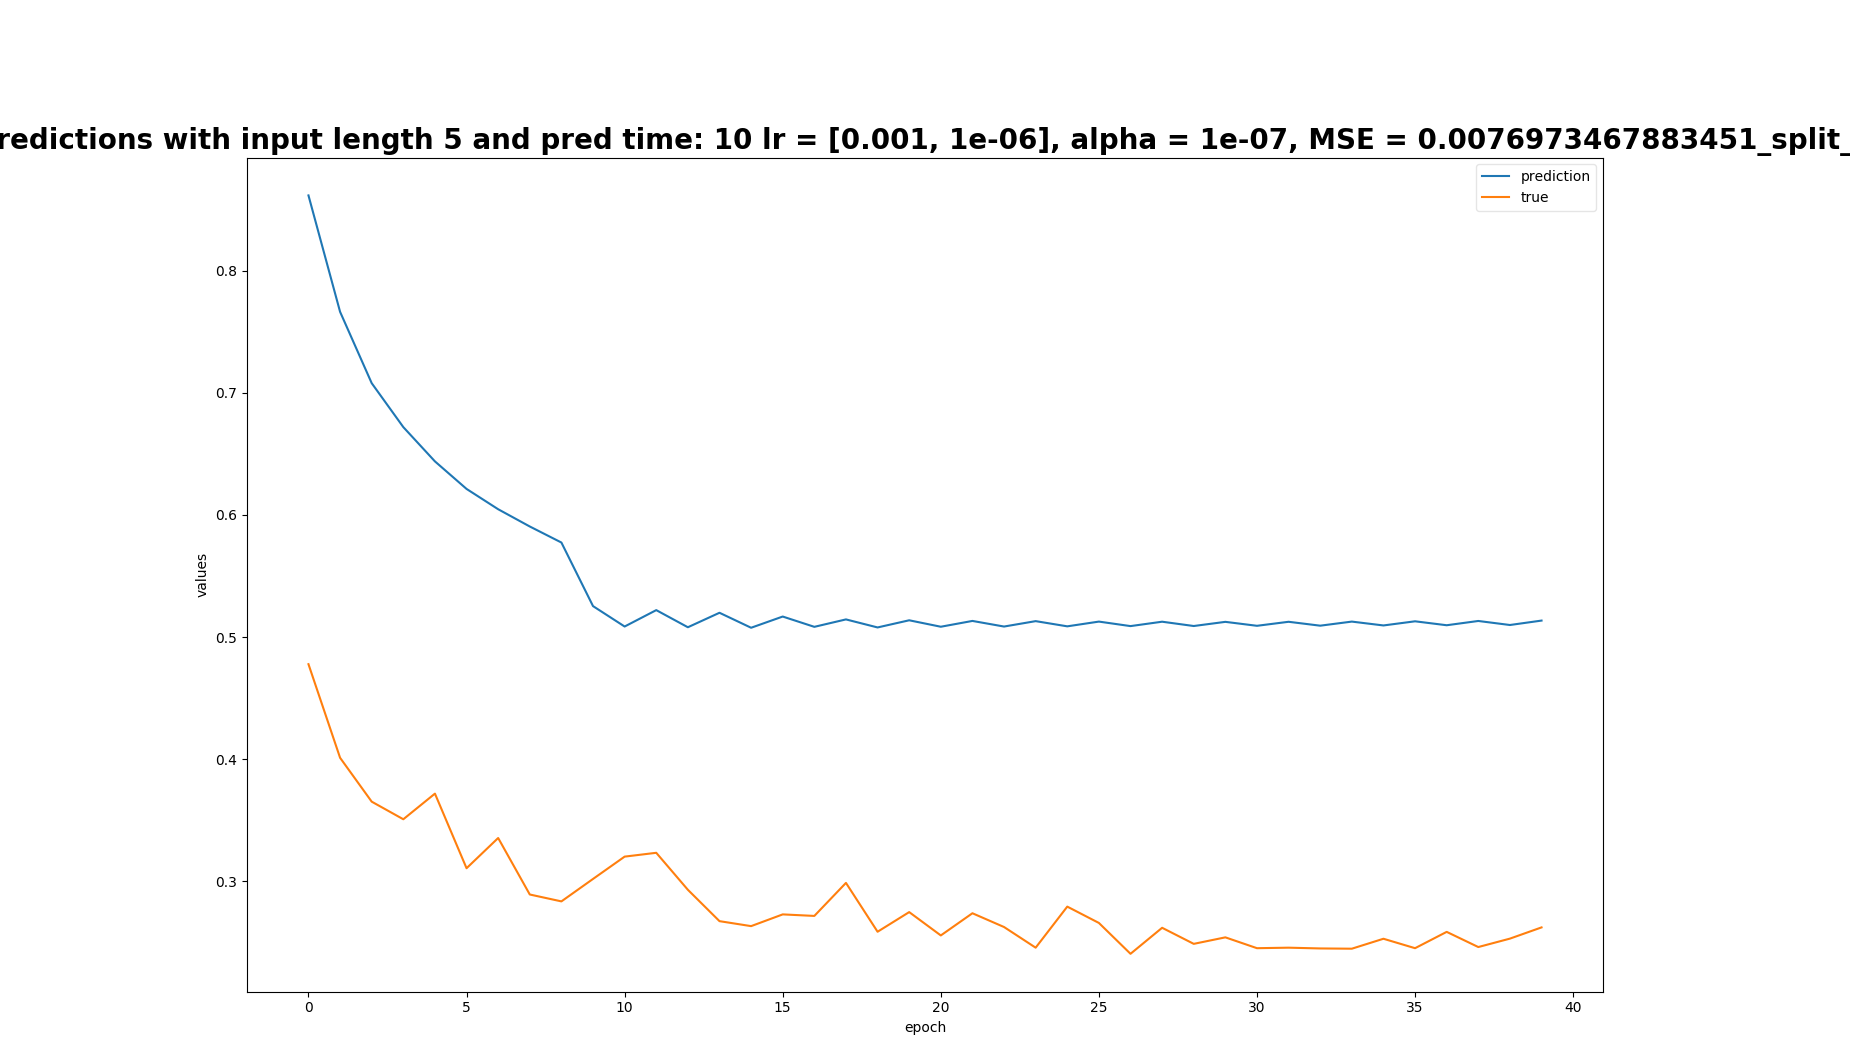 redictions with input length 5 and pred time: 10 lr = [0.001, 1e-06], alpha = 1e-07, MSE = 0.0076973467883451_split_
prediction
true
0.8
0.7
0.6
0.5
0.4
0.3
values
0 5 10 15 20 25 30 35 40
epoch